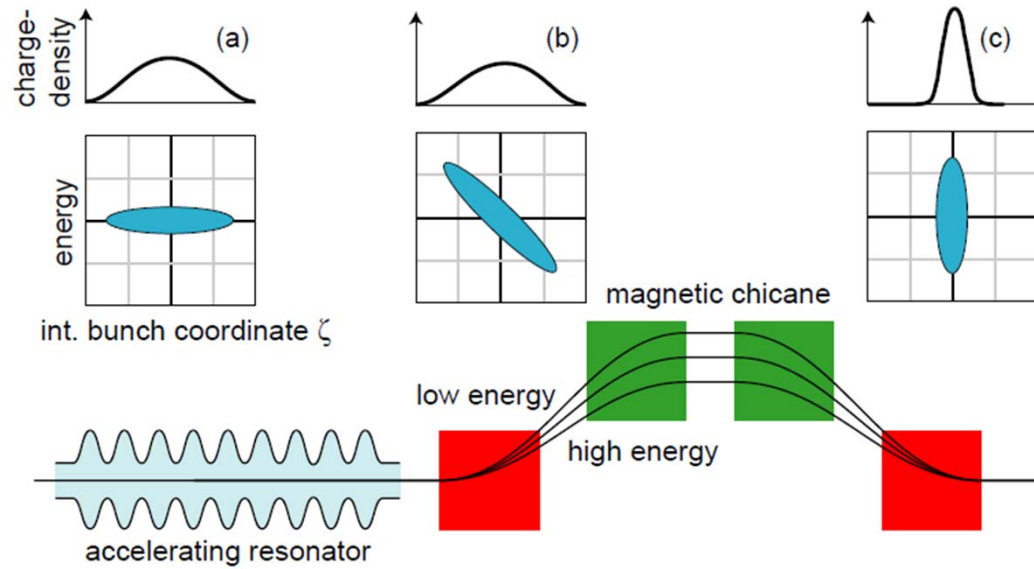 charge-
density
(a)
(b)
(c)
energy
int. bunch coordinate ζ
magnetic chicane
low energy
high energy
accelerating resonator